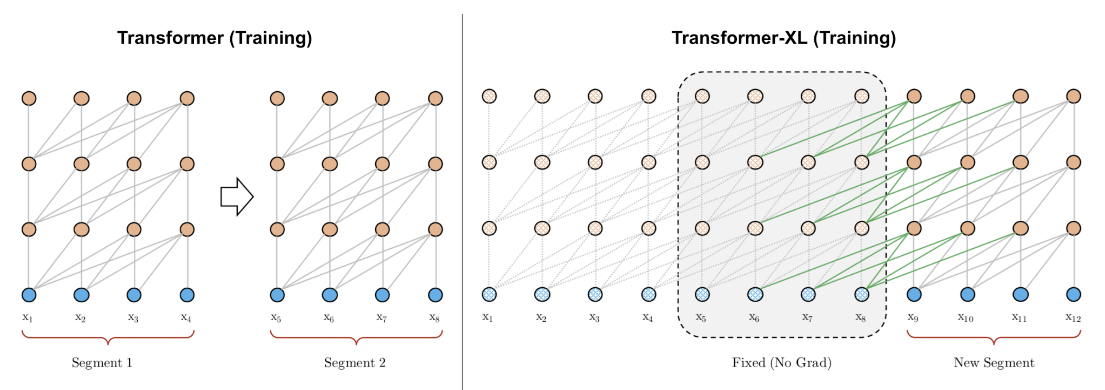 Transformer (Training)
x₁ x₂ x₃ x₄
Segment 1
x₅ x₆ x₇ x₈
Segment 2
Transformer-XL (Training)
x₁ x₂ x₃ x₄ x₅ x₆ x₇ x₈ x₉ x₁₀ x₁₁ x₁₂
Fixed (No Grad)
New Segment